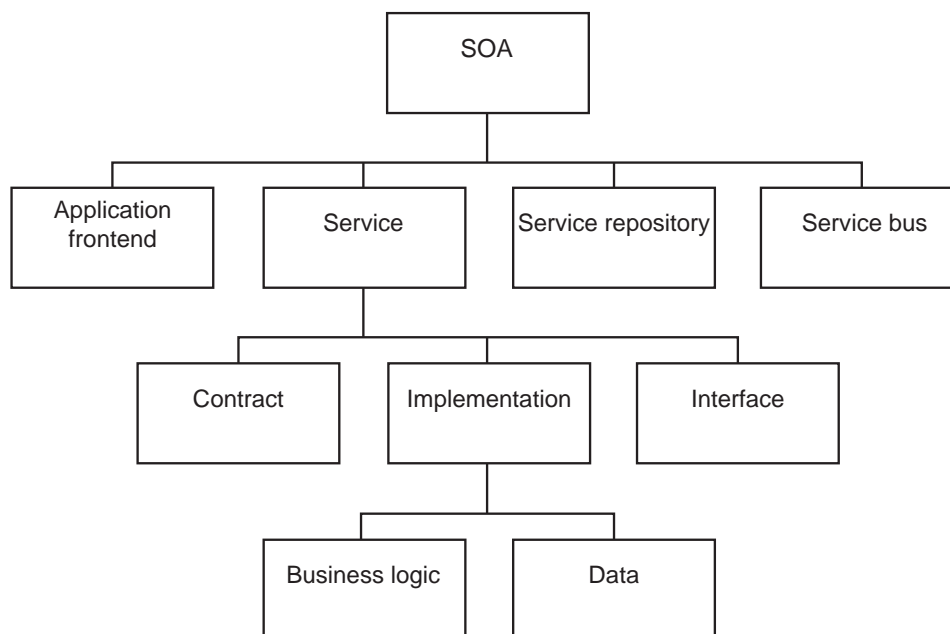 SOA
Application
frontend
Service
Service repository
Service bus
Contract
Implementation
Interface
Business logic
Data